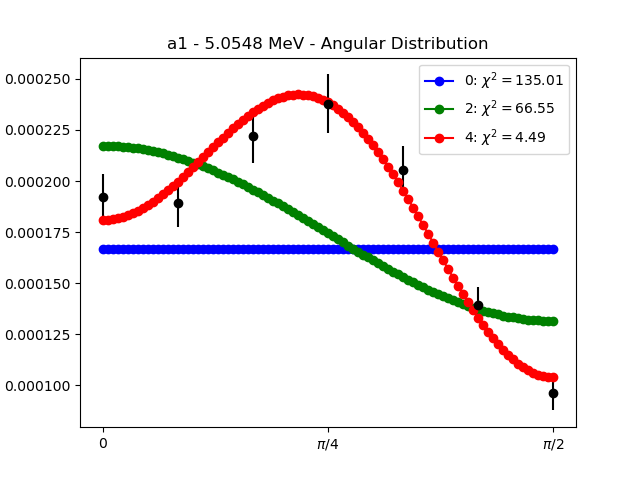 a1 - 5.0548 MeV - Angular Distribution
0.000250
0.000225
0.000200
0.000175
0.000150
0.000125
0.000100
0: χ² = 135.01
2: χ² = 66.55
4: χ² = 4.49
0
π/4
π/2